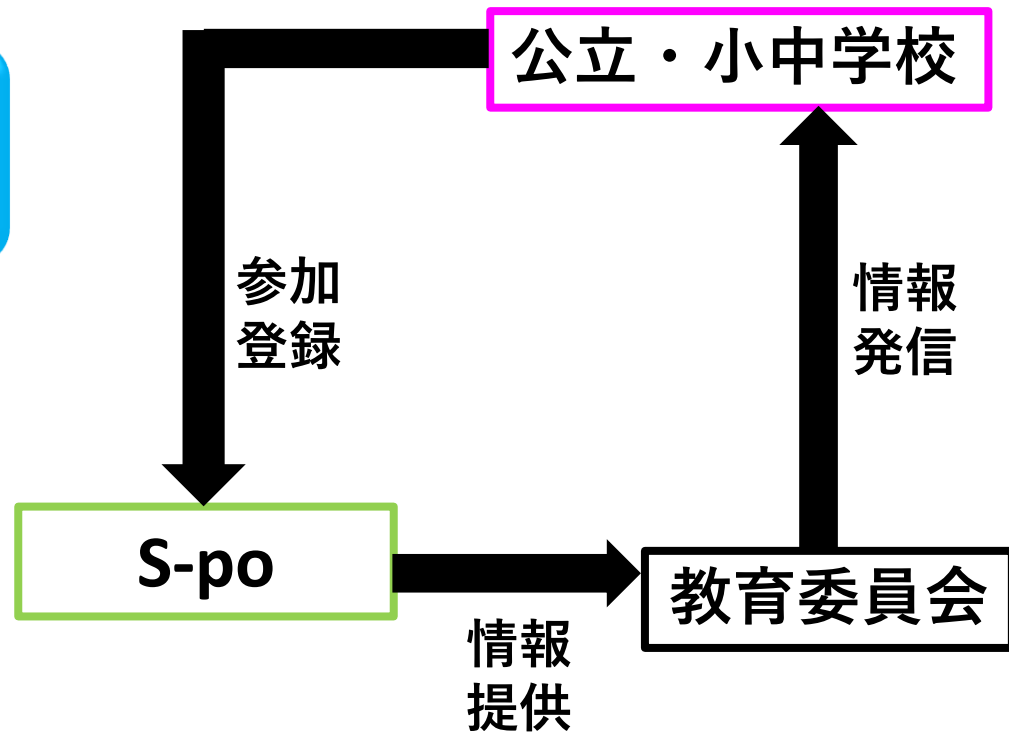 公立・小中学校
参加
登録
情報
発信
S-po
教育委員会
情報
提供